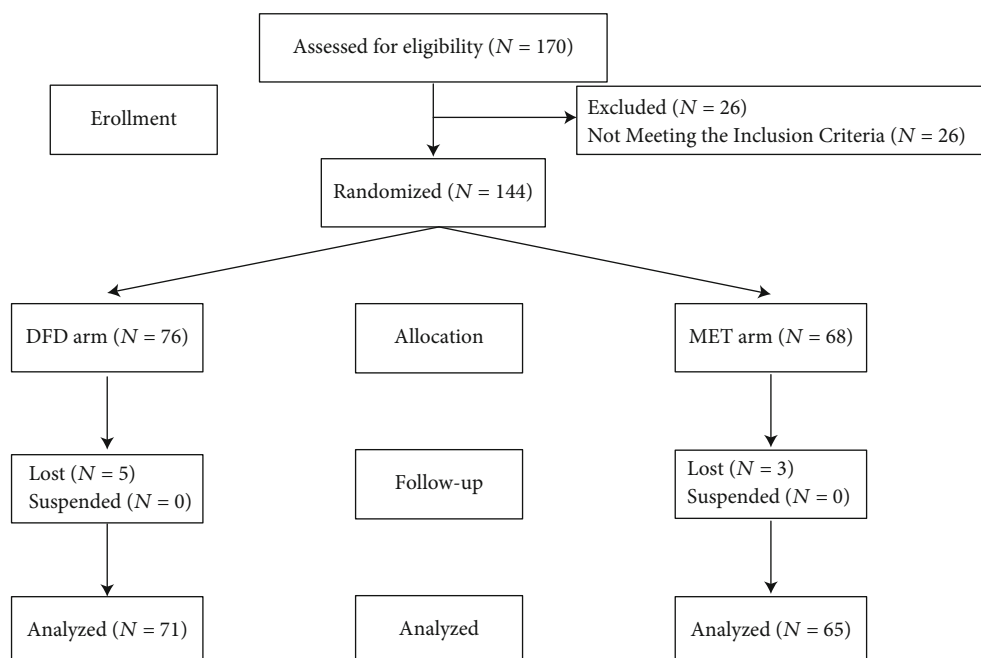 Assessed for eligibility (N = 170)
Erollment
Excluded (N = 26)
Not Meeting the Inclusion Criteria (N = 26)
Randomized (N = 144)
DFD arm (N = 76)
Allocation
MET arm (N = 68)
Lost (N = 5)
Suspended (N = 0)
Follow-up
Lost (N = 3)
Suspended (N = 0)
Analyzed (N = 71)
Analyzed
Analyzed (N = 65)